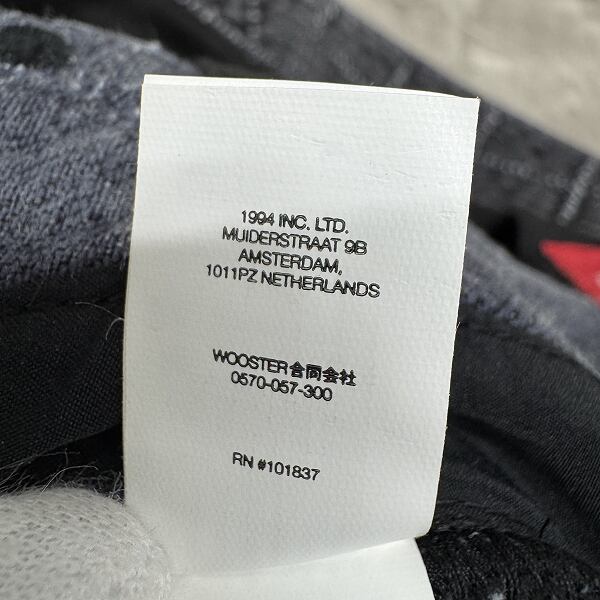 1994 INC. LTD.
MUIDERSTRAAT 9B
AMSTERDAM,
1011PZ NETHERLANDS
WOOSTER合同会社
0570-057-300
RN #101837